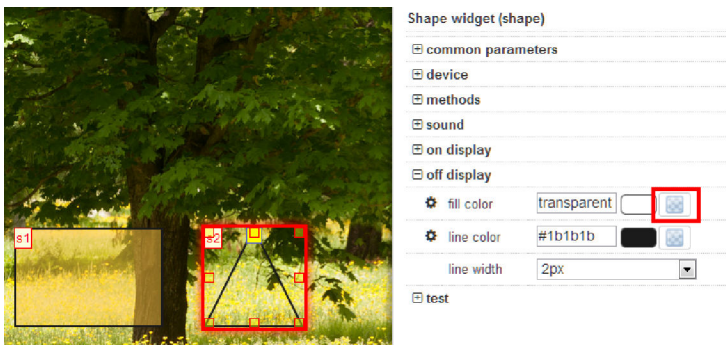 Shape widget (shape)
common parameters
device
methods
sound
on display
off display
fill color transparent
line color #1b1b1b
line width 2px
test
s1
s2